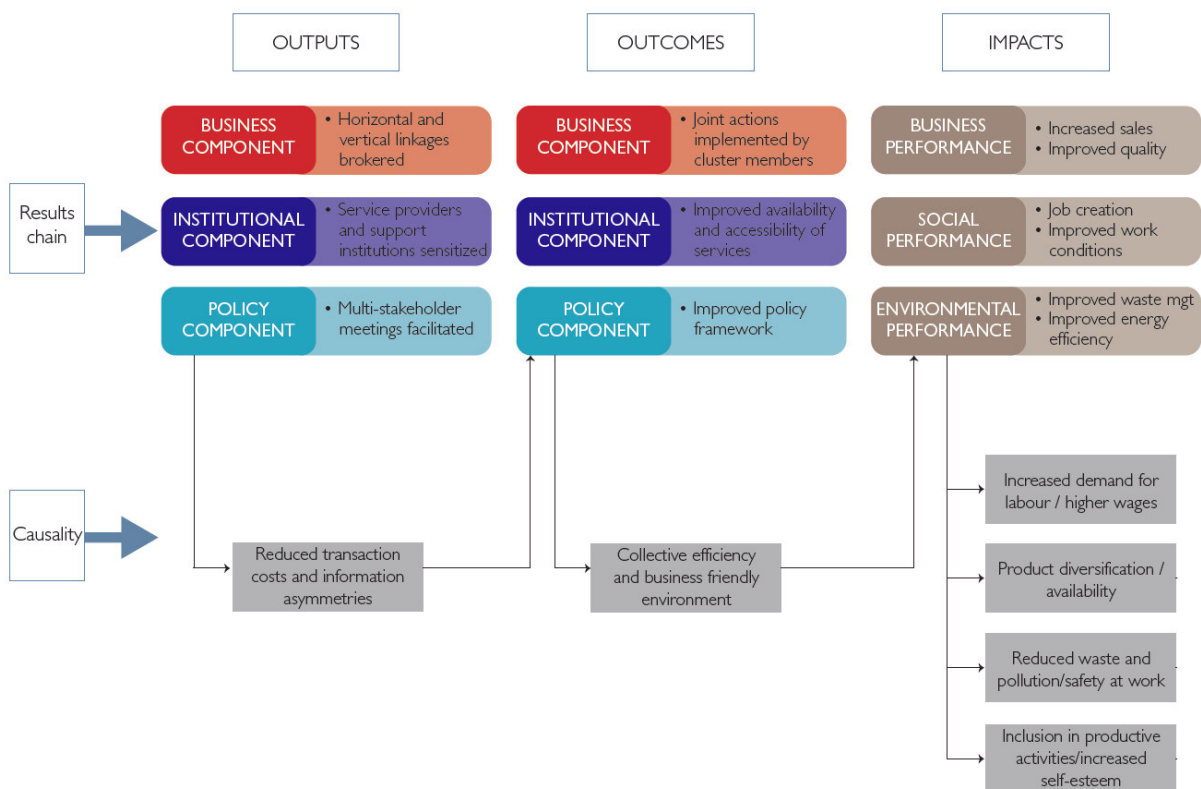 OUTPUTS
OUTCOMES
IMPACTS
Results
chain
BUSINESS
COMPONENT
• Horizontal and
vertical linkages
brokered
BUSINESS
COMPONENT
• Joint actions
implemented by
cluster members
BUSINESS
PERFORMANCE
• Increased sales
• Improved quality
INSTITUTIONAL
COMPONENT
• Service providers
and support
institutions sensitized
INSTITUTIONAL
COMPONENT
• Improved availability
and accessibility of
services
SOCIAL
PERFORMANCE
• Job creation
• Improved work
conditions
POLICY
COMPONENT
• Multi-stakeholder
meetings facilitated
POLICY
COMPONENT
• Improved policy
framework
ENVIRONMENTAL
PERFORMANCE
• Improved waste mgt
• Improved energy
efficiency
Causality
Reduced transaction
costs and information
asymmetries
Collective efficiency
and business friendly
environment
Increased demand for
labour / higher wages
Product diversification /
availability
Reduced waste and
pollution/safety at work
Inclusion in productive
activities/increased
self-esteem